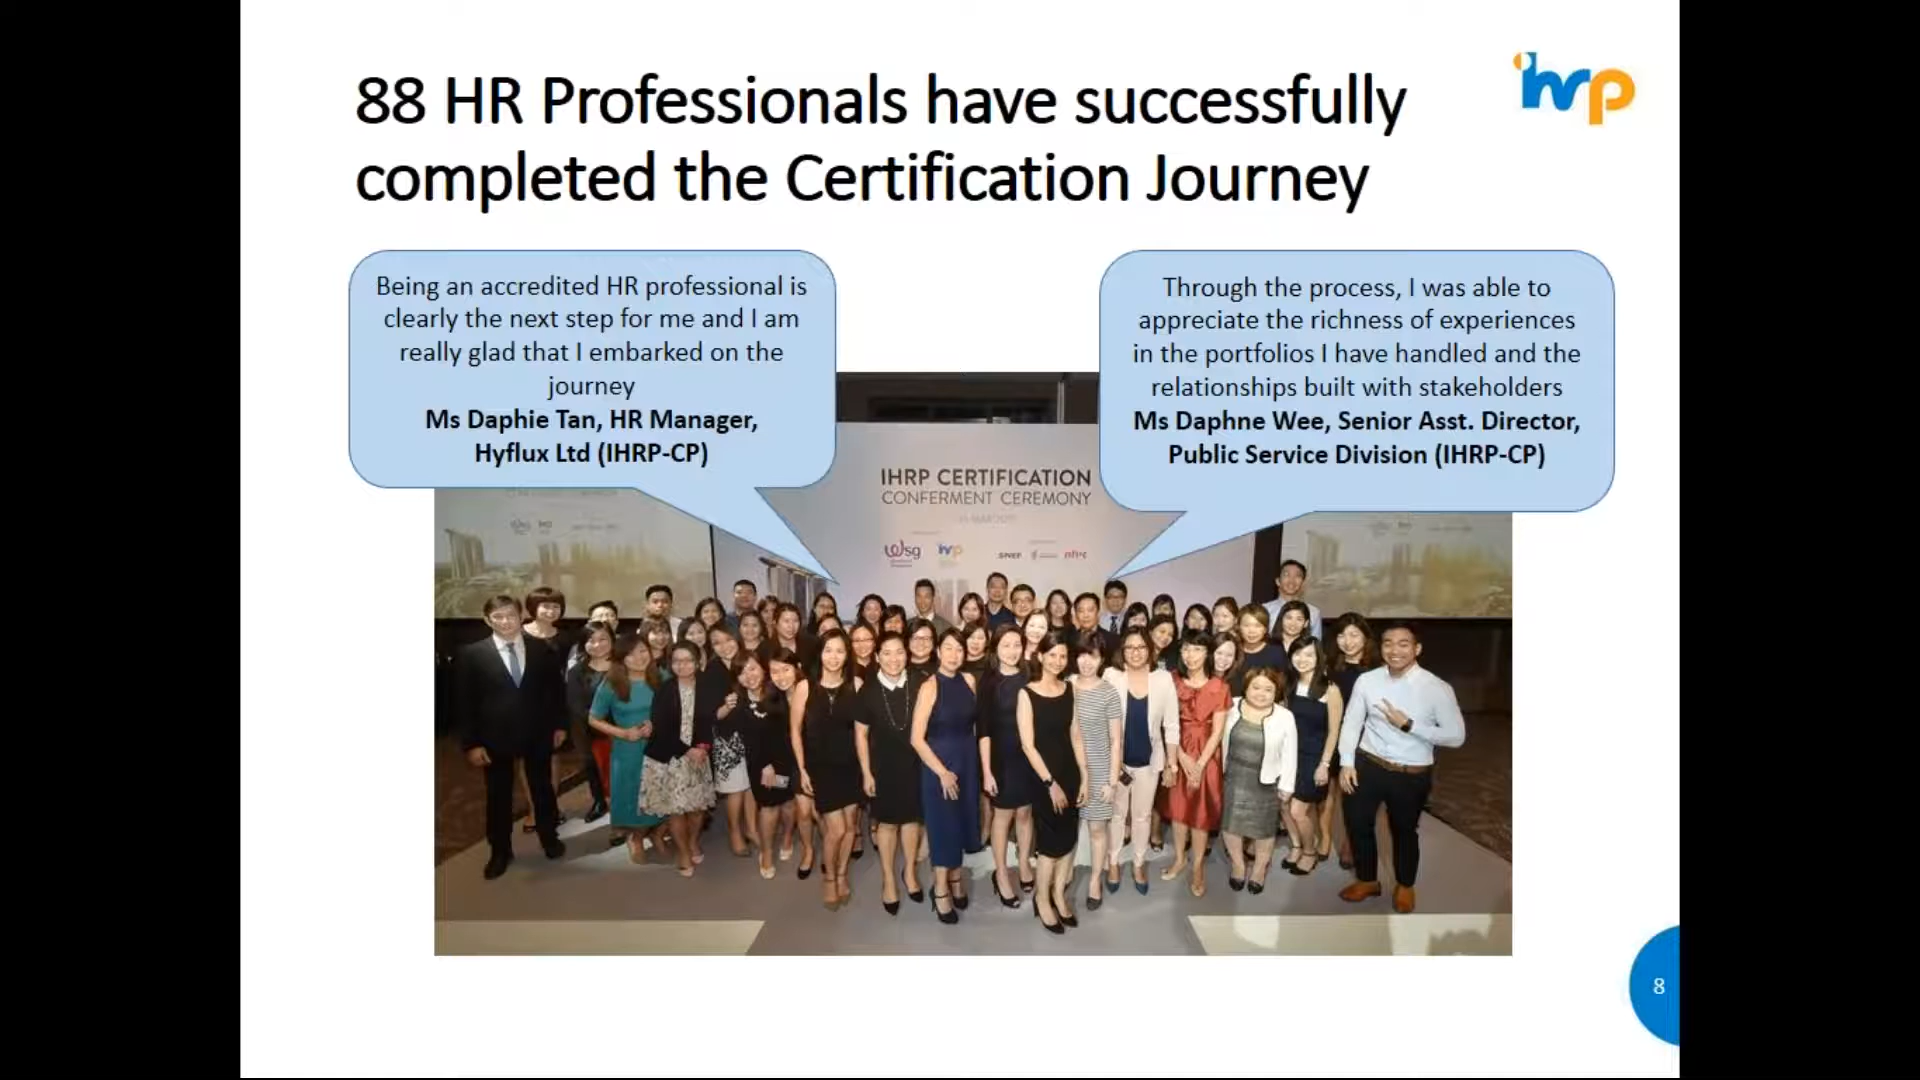 88 HR Professionals have successfully
completed the Certification Journey
ihrp
Being an accredited HR professional is
clearly the next step for me and I am
really glad that I embarked on the
journey
Ms Daphie Tan, HR Manager,
Hyflux Ltd (IHRP-CP)
Through the process, I was able to
appreciate the richness of experiences
in the portfolios I have handled and the
relationships built with stakeholders
Ms Daphne Wee, Senior Asst. Director,
Public Service Division (IHRP-CP)
IHRP CERTIFICATION
CONFERMENT CEREMONY
wsg
ihrp
SNEF
8